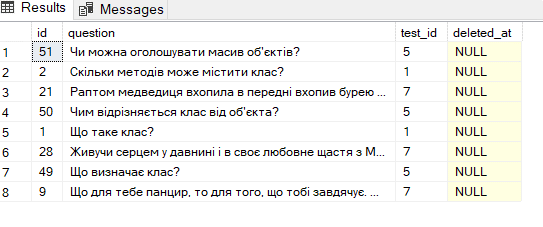 Results Messages
id question test_id deleted_at
1 51 Чи можна оголошувати масив об'єктів? 5 NULL
2 2 Скільки методів може містити клас? 1 NULL
3 21 Раптом медведиця вхопила в передні вхопив бурею ... 7 NULL
4 50 Чим відрізняється клас від об'єкта? 5 NULL
5 1 Що таке клас? 1 NULL
6 28 Живучи серцем у давнині і в своє любовне щастя з М... 7 NULL
7 49 Що визначає клас? 5 NULL
8 9 Що для тебе панцир, то для того, що тобі завдячує. ... 7 NULL